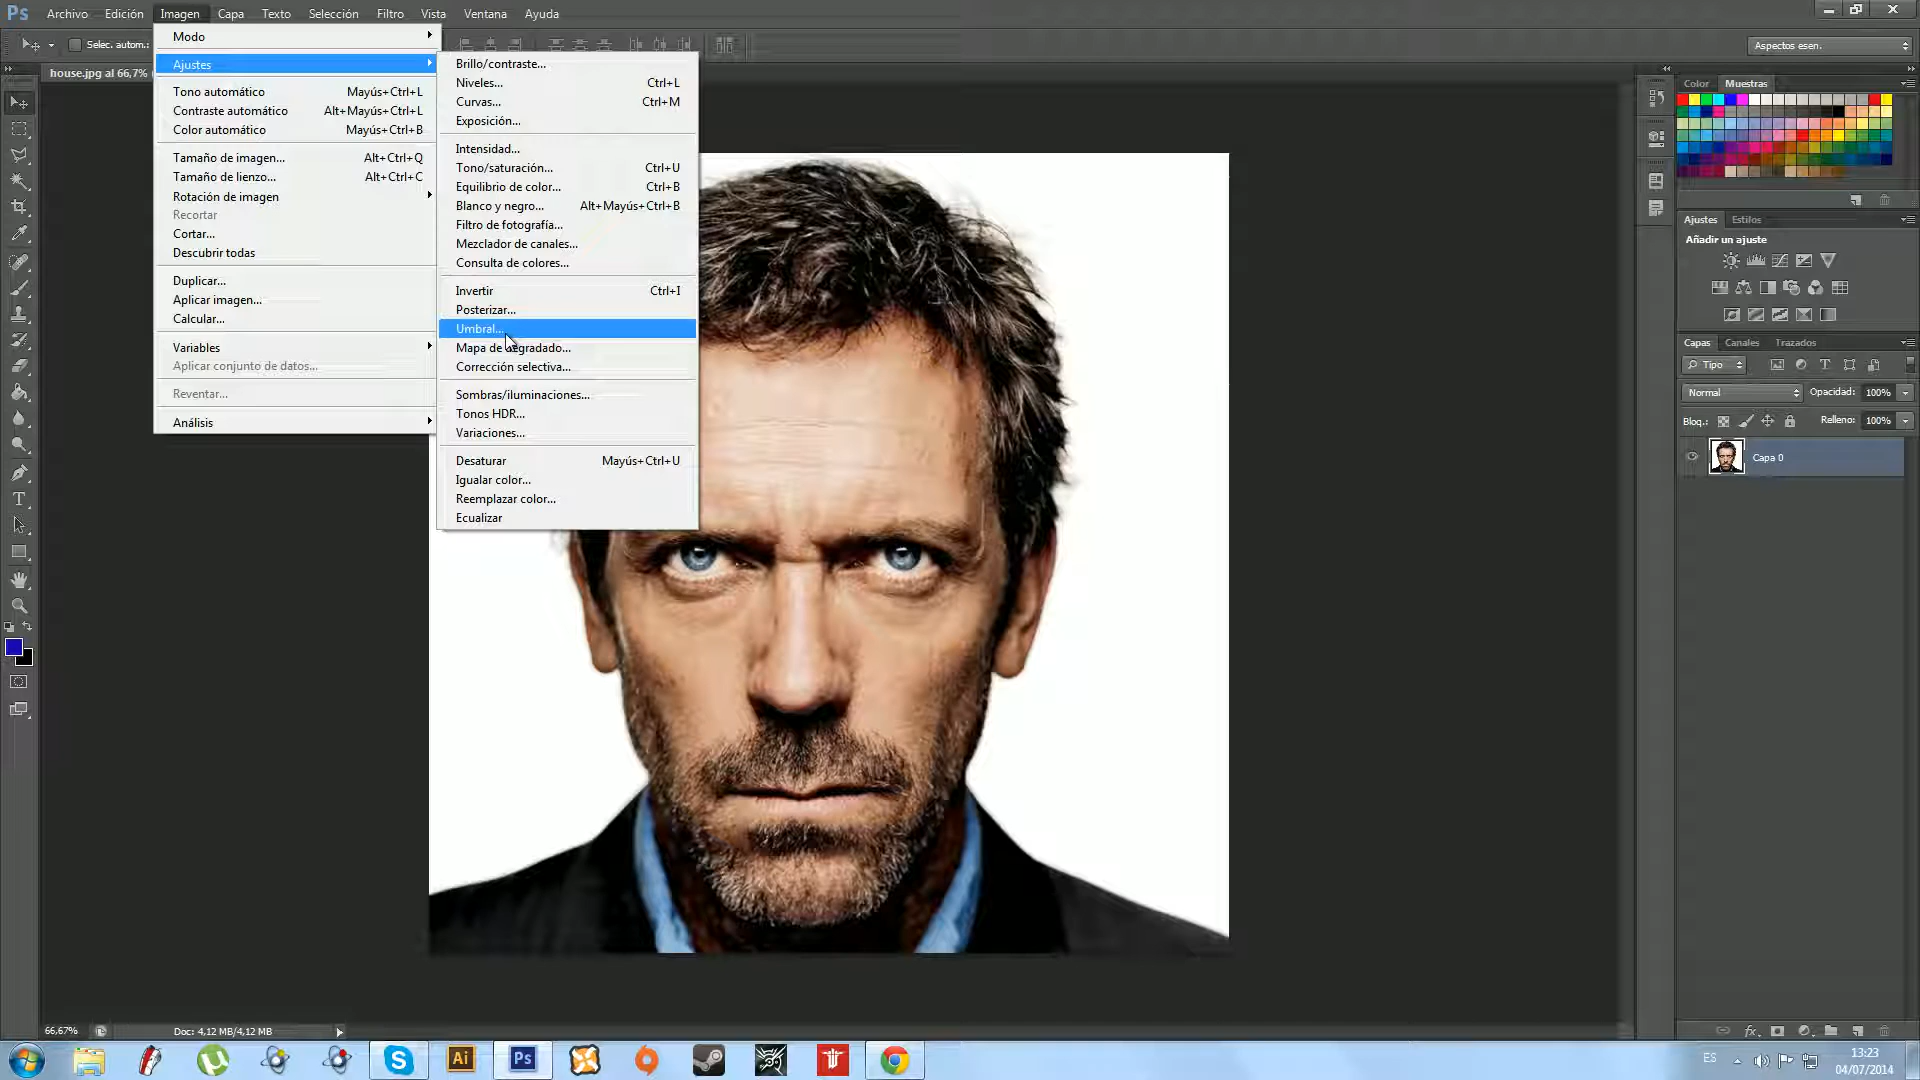 Ps Archivo Edición Imagen Capa Texto Selección Filtro Vista Ventana Ayuda
Selec. autom.:
Aspectos esen.
house.jpg al 66,7%
Modo
Ajustes
Tono automático Mayús+Ctrl+L
Contraste automático Alt+Mayús+Ctrl+L
Color automático Mayús+Ctrl+B
Tamaño de imagen... Alt+Ctrl+Q
Tamaño de lienzo... Alt+Ctrl+C
Rotación de imagen
Recortar
Cortar...
Descubrir todas
Duplicar...
Aplicar imagen...
Calcular...
Variables
Aplicar conjunto de datos...
Reventar...
Análisis
Brillo/contraste...
Niveles... Ctrl+L
Curvas... Ctrl+M
Exposición...
Intensidad...
Tono/saturación... Ctrl+U
Equilibrio de color... Ctrl+B
Blanco y negro... Alt+Mayús+Ctrl+B
Filtro de fotografía...
Mezclador de canales...
Consulta de colores...
Invertir Ctrl+I
Posterizar...
Umbral...
Mapa de degradado...
Corrección selectiva...
Sombras/iluminaciones...
Tonos HDR...
Variaciones...
Desaturar Mayús+Ctrl+U
Igualar color...
Reemplazar color...
Ecualizar
Color Muestras
Ajustes Estilos
Añadir un ajuste
Capas Canales Trazados
Tipo
Normal Opacidad: 100%
Bloq.: Relleno: 100%
Capa 0
66,67% Doc: 4,12 MB/4,12 MB
Ai Ps
ES 13:23
04/07/2014